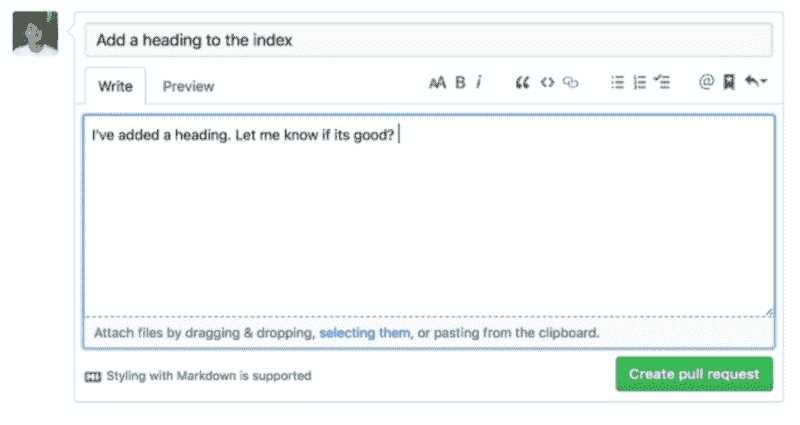 Add a heading to the index
Write Preview
I've added a heading. Let me know if its good?
Attach files by dragging & dropping, selecting them, or pasting from the clipboard.
Styling with Markdown is supported
Create pull request